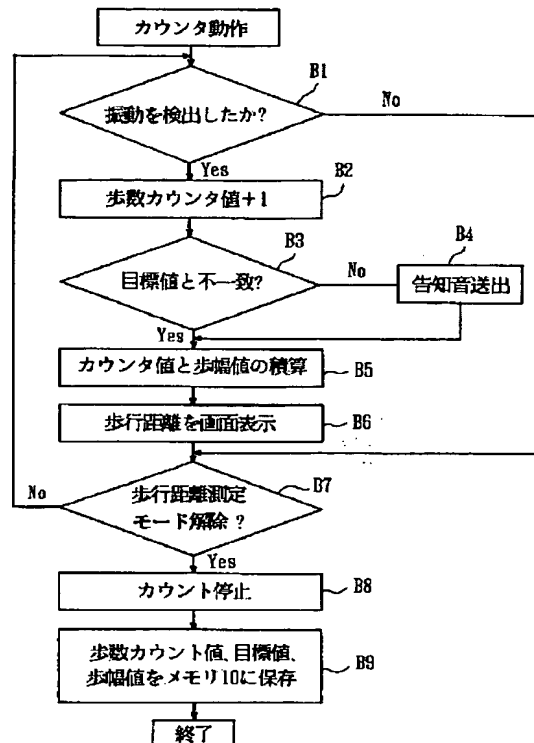 カウンタ動作
B1
振動を検出したか?
No
Yes
B2
歩数カウンタ値+1
B3
目標値と不一致?
No
B4
告知音送出
Yes
カウンタ値と歩幅値の積算
B5
歩行距離を画面表示
B6
No
歩行距離測定
モード解除?
B7
Yes
カウント停止
B8
歩数カウント値、目標値、
歩幅値をメモリ10に保存
B9
終了